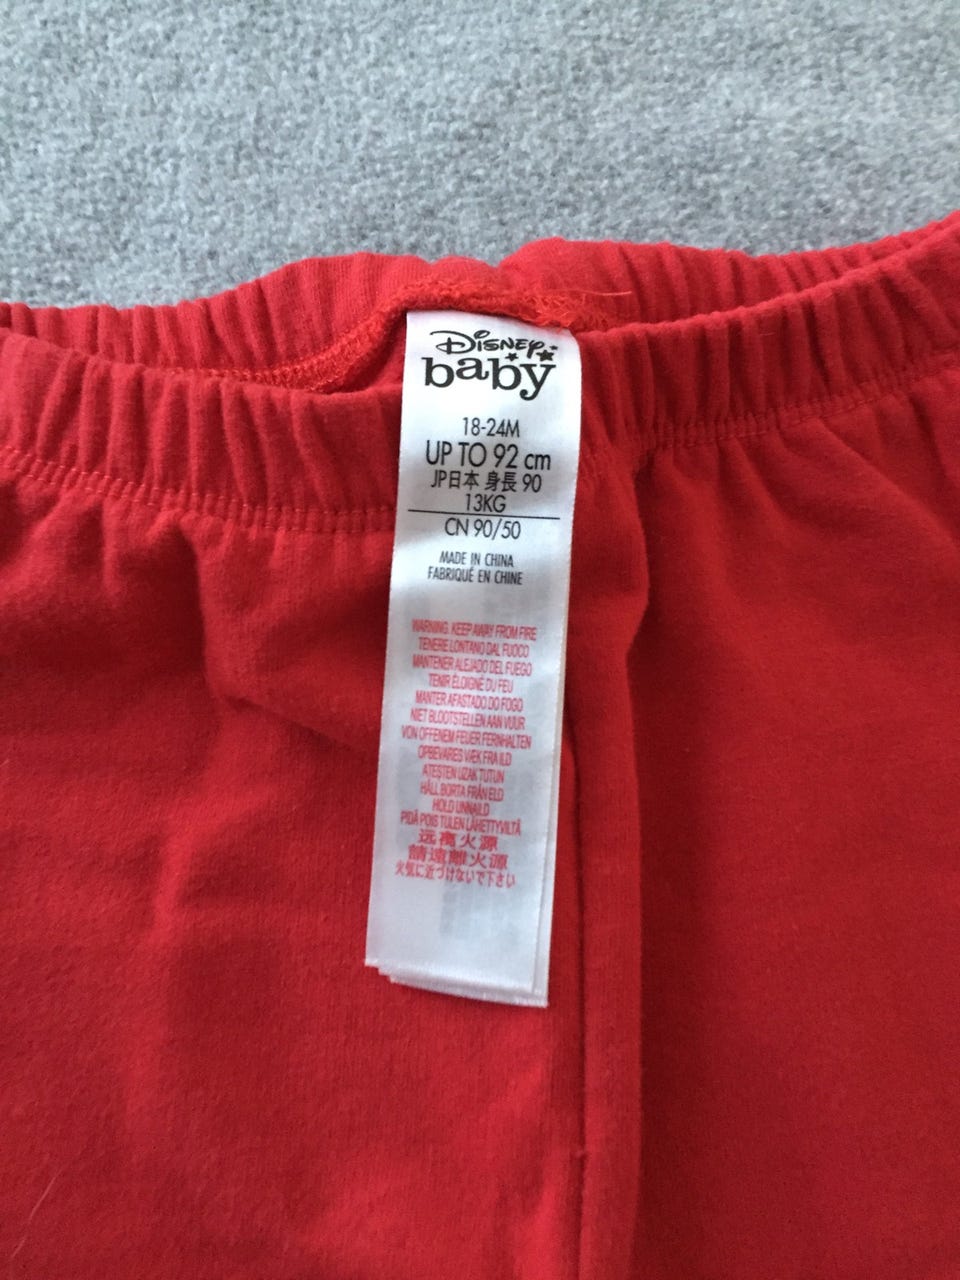 Disney
baby
18-24M
UP TO 92 cm
JP日本 身長 90
13KG
CN 90/50
MADE IN CHINA
FABRIQUÉ EN CHINE
WARNING. KEEP AWAY FROM FIRE
TENERE LONTANO DAL FUOCO
MANTENER ALEJADO DEL FUEGO
TENIR ÉLOIGNÉ DU FEU
MANTER AFASTADO DO FOGO
NIET BLOOTSTELLEN AAN VUUR
VON OFFENEM FEUER FERNHALTEN
OPBEVARES VÆK FRA ILD
ATEŞTEN UZAK TUTUN
HÅLL BORTA FRÅN ELD
HOLD UNNA ILD
PIDÄ POIS TULEN LÄHETTYVILTÄ
远离火源
請遠離火源
火気に近づけないで下さい